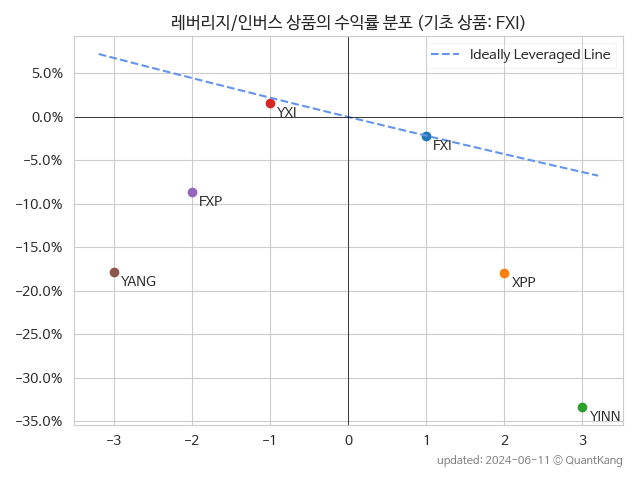 레버리지/인버스 상품의 수익률 분포 (기초 상품: FXI)
Ideally Leveraged Line
5.0%
0.0%
YXI
FXI
-5.0%
FXP
-10.0%
-15.0%
YANG
XPP
-20.0%
-25.0%
-30.0%
YINN
-35.0%
-3 -2 -1 0 1 2 3
updated: 2024-06-11 © QuantKang